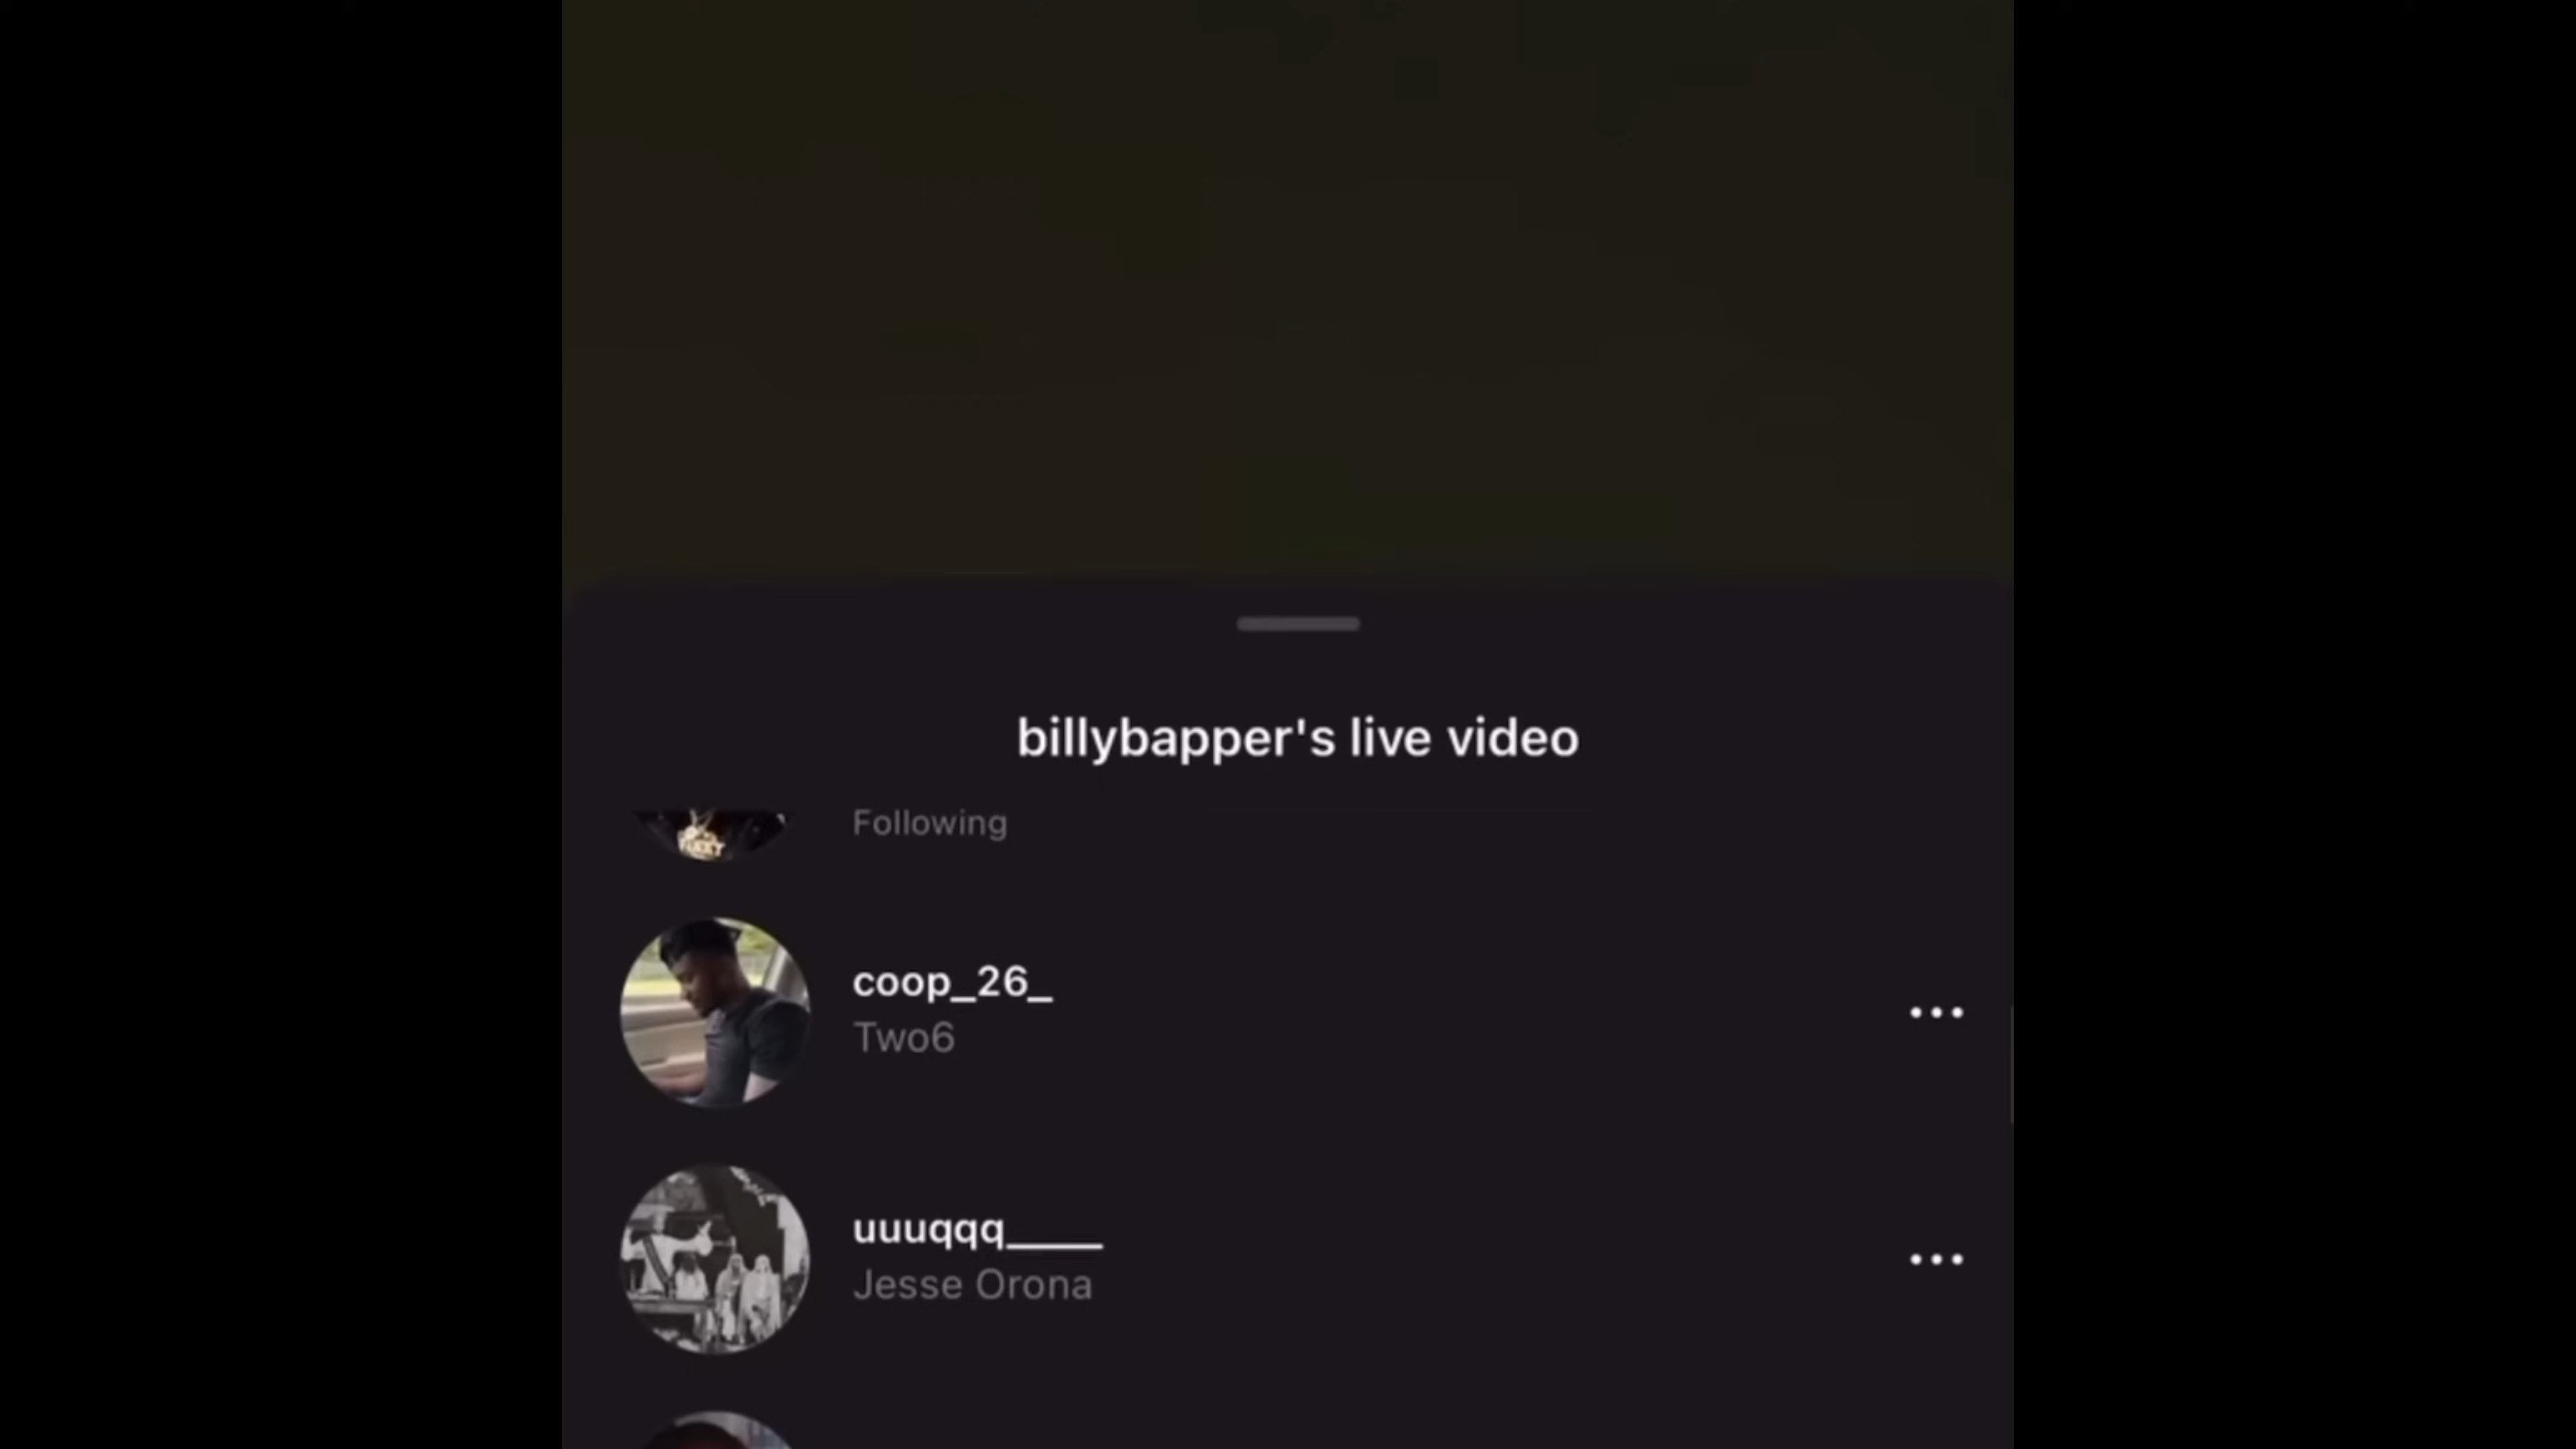 billybapper's live video
Following
coop_26_
Two6
uuuqqq____
Jesse Orona